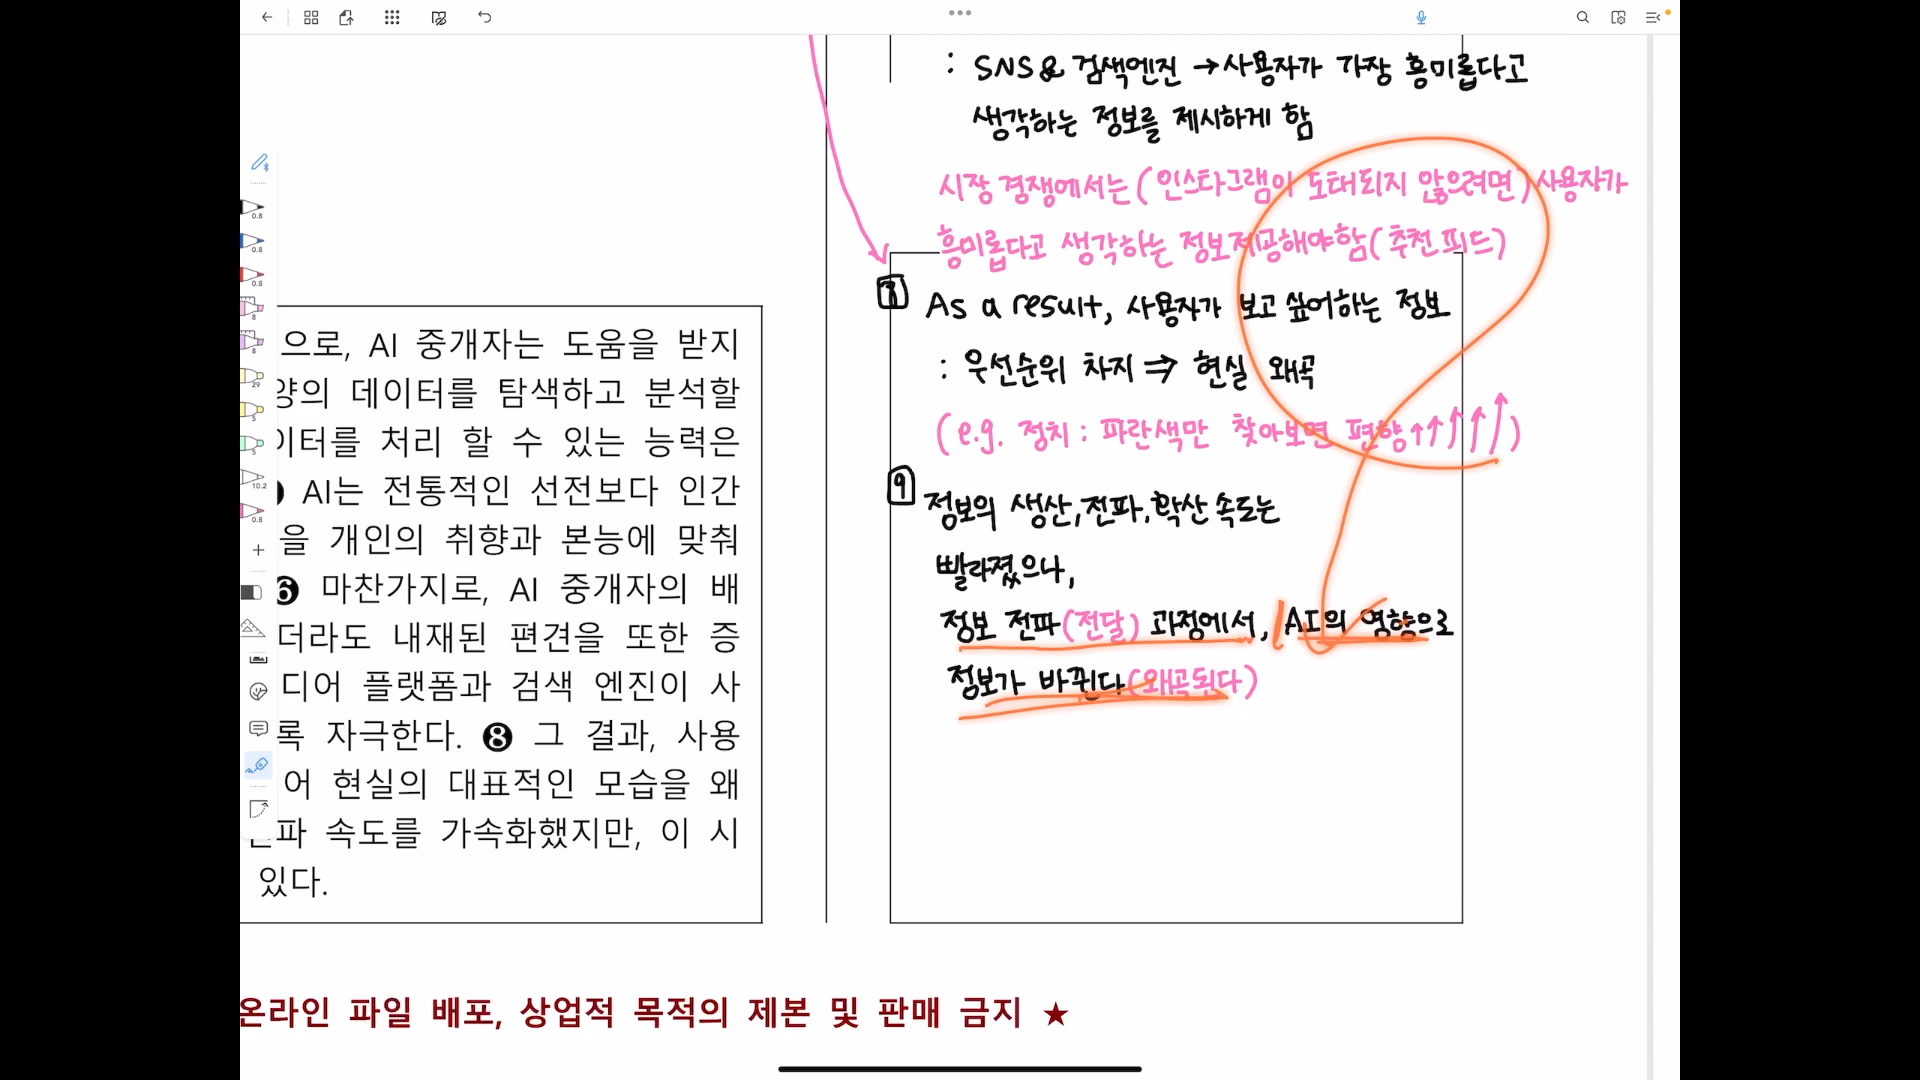 으로, AI 중개자는 도움을 받지
양의 데이터를 탐색하고 분석할
이터를 처리 할 수 있는 능력은
AI는 전통적인 선전보다 인간
을 개인의 취향과 본능에 맞춰
❻ 마찬가지로, AI 중개자의 배
더라도 내재된 편견을 또한 증
디어 플랫폼과 검색 엔진이 사
록 자극한다. ❽ 그 결과, 사용
어 현실의 대표적인 모습을 왜
파 속도를 가속화했지만, 이 시
있다.
: SNS & 검색엔진 → 사용자가 가장 흥미롭다고
생각하는 정보를 제시하게 함
시장 경쟁에서는 (인스타그램이 도태되지 않으려면) 사용자가
흥미롭다고 생각하는 정보제공해야함 (추천 피드)
8 As a result, 사용자가 보고 싶어하는 정보
: 우선순위 차지 ⇒ 현실 왜곡
(e.g. 정치 : 파란색만 찾아보면 편향↑↑↑↑↑)
9 정보의 생산, 전파, 확산 속도는
빨라졌으나,
정보 전파(전달) 과정에서, AI의 영향으로
정보가 바뀐다(왜곡된다)
온라인 파일 배포, 상업적 목적의 제본 및 판매 금지 ★